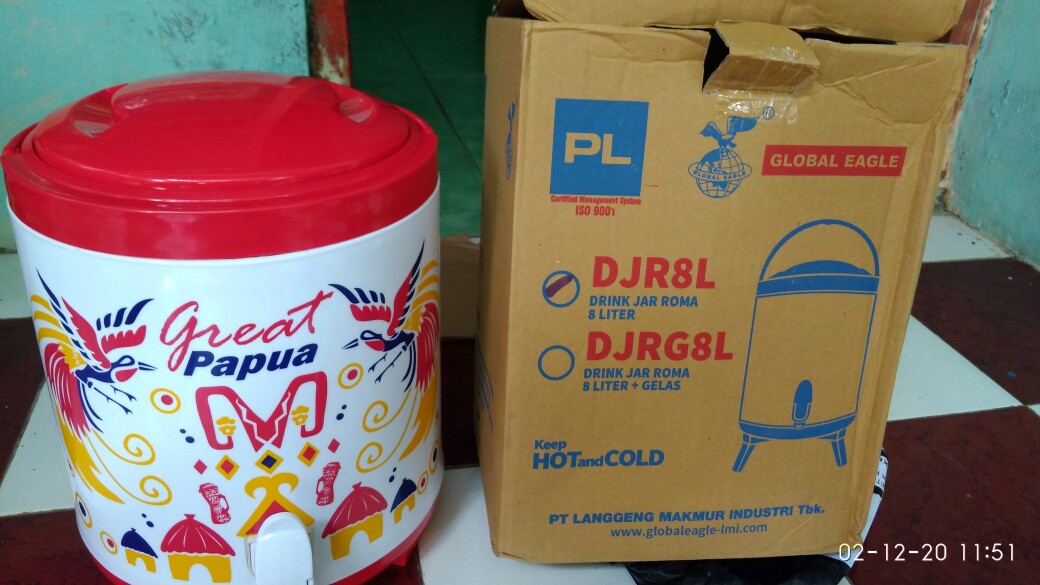 Great
Papua
PL
Certified Management System
ISO 9001
GLOBAL EAGLE
GLOBAL EAGLE
DJR8L
DRINK JAR ROMA
8 LITER
DJRG8L
DRINK JAR ROMA
8 LITER + GELAS
Keep
HOT and COLD
PT LANGGENG MAKMUR INDUSTRI Tbk.
www.globaleagle-lmi.com
02-12-20 11:51